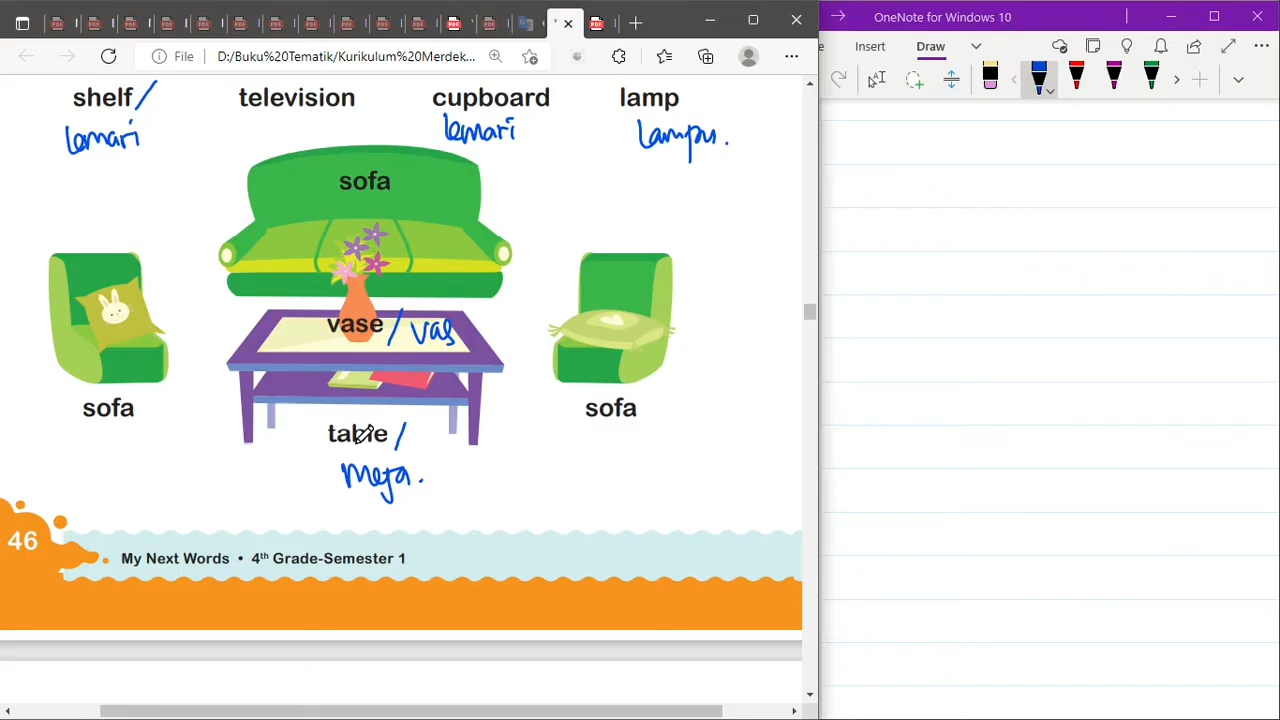 OneNote for Windows 10
File
D:/Buku%20Tematik/Kurikulum%20Merdek...
Insert
Draw
shelf / television cupboard lamp
lemari lemari lampu.
sofa
vase / vas
sofa sofa
table /
Meja.
46
My Next Words • 4th Grade-Semester 1